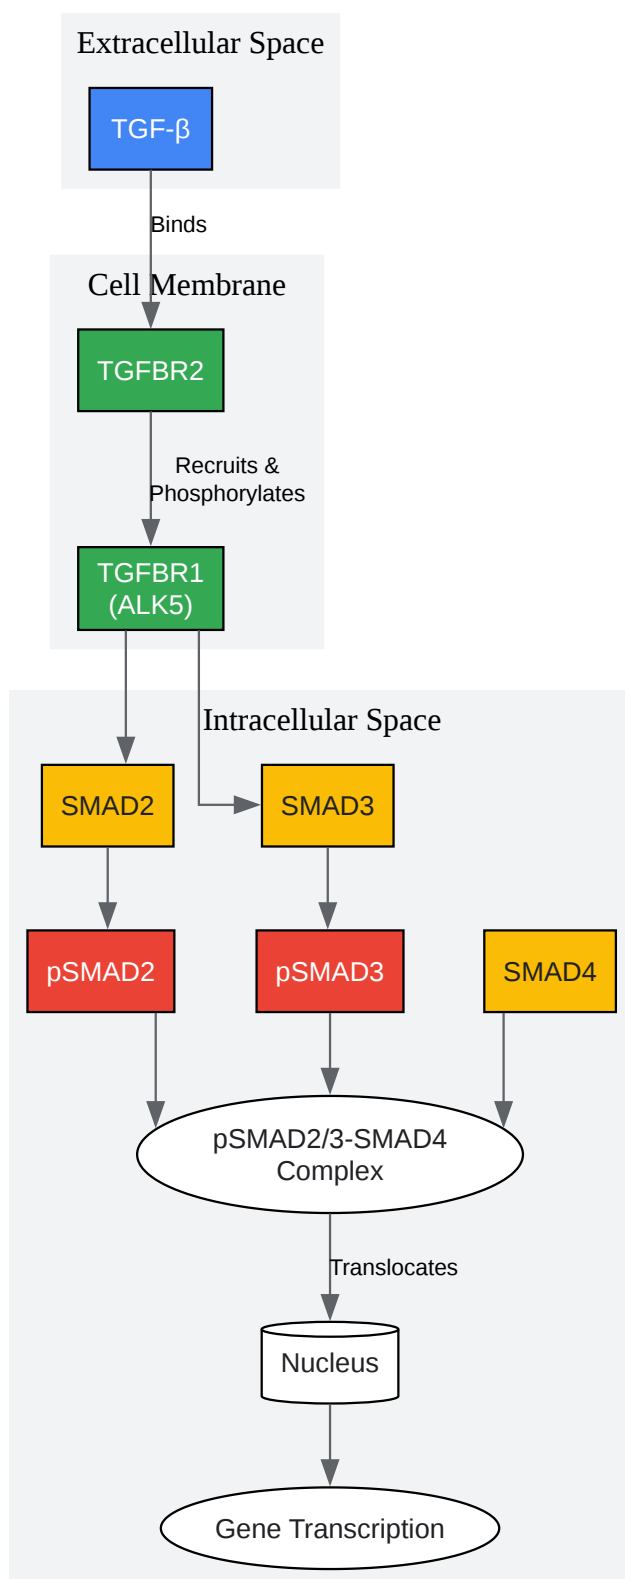 Extracellular Space
TGF-β
Binds
Cell Membrane
TGFBR2
Recruits &
Phosphorylates
TGFBR1
(ALK5)
Intracellular Space
SMAD2
SMAD3
pSMAD2
pSMAD3
SMAD4
pSMAD2/3-SMAD4
Complex
Translocates
Nucleus
Gene Transcription